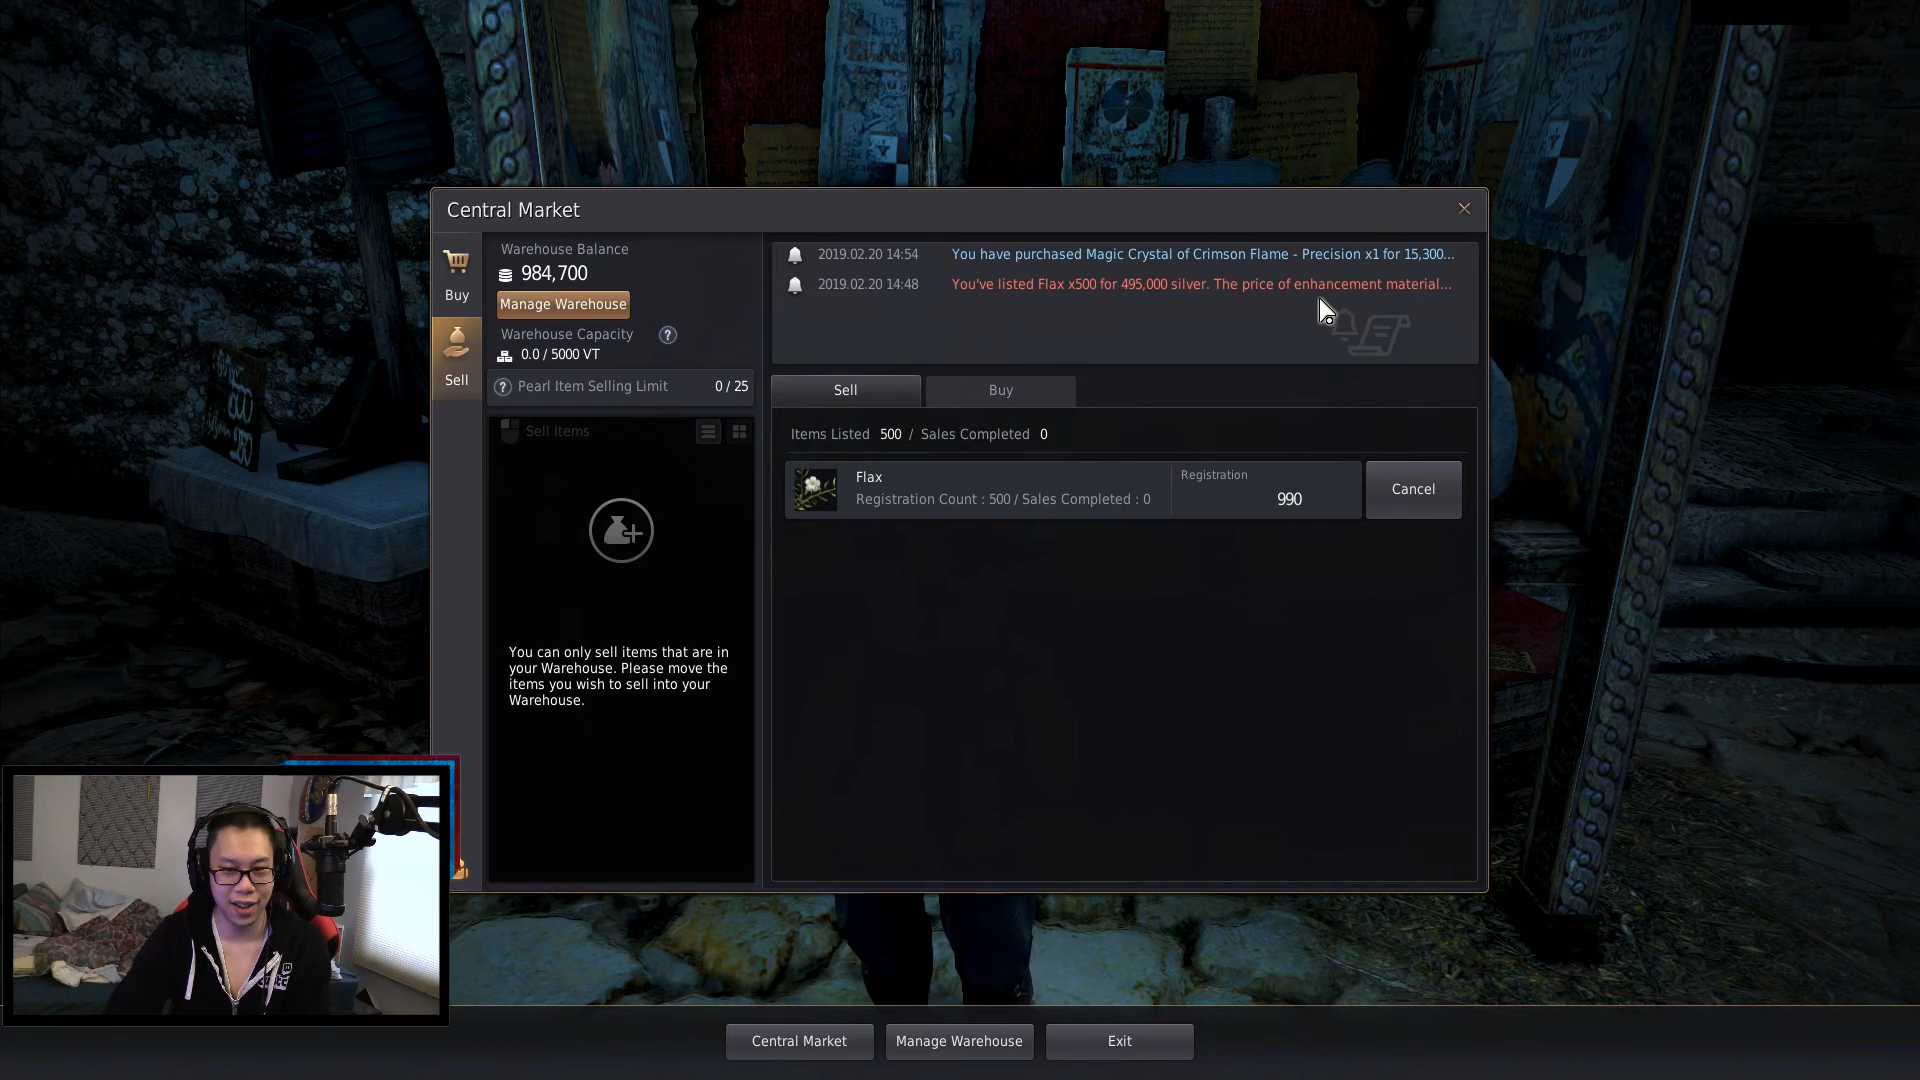 Central Market
Buy
Sell
Warehouse Balance
984,700
Manage Warehouse
Warehouse Capacity
?
0.0 / 5000 VT
? Pearl Item Selling Limit 0 / 25
Sell Items
You can only sell items that are in
your Warehouse. Please move the
items you wish to sell into your
Warehouse.
2019.02.20 14:54 You have purchased Magic Crystal of Crimson Flame - Precision x1 for 15,300...
2019.02.20 14:48 You've listed Flax x500 for 495,000 silver. The price of enhancement material...
Sell Buy
Items Listed 500 / Sales Completed 0
Flax
Registration Count : 500 / Sales Completed : 0
Registration
990
Cancel
Central Market Manage Warehouse Exit